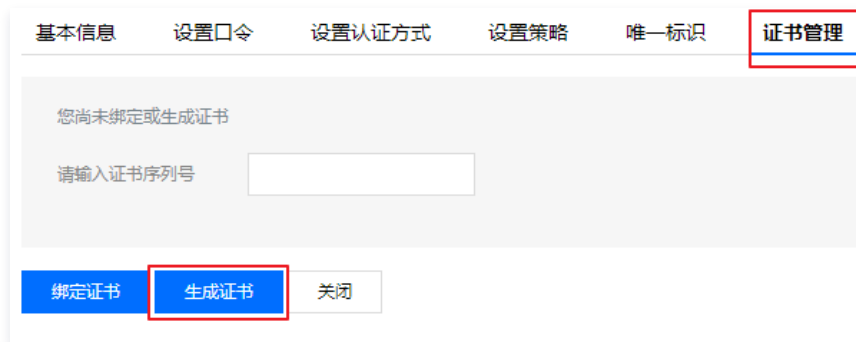 基本信息 设置口令 设置认证方式 设置策略 唯一标识 证书管理
您尚未绑定或生成证书
请输入证书序列号
绑定证书 生成证书 关闭